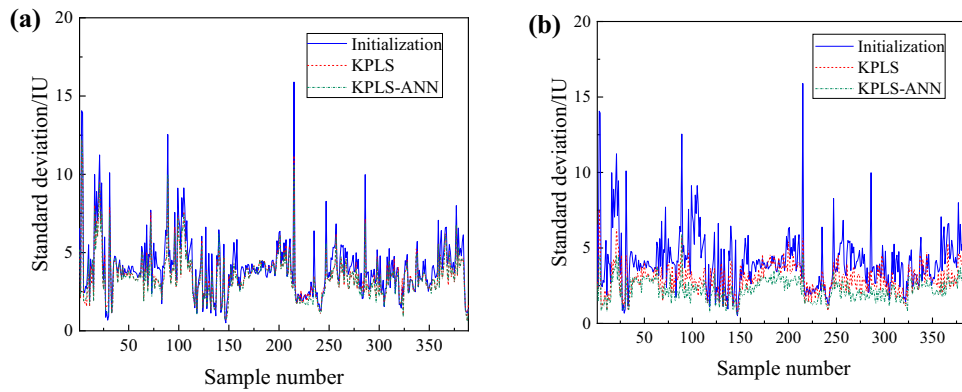 (a)
20
15
10
5
0
Standard deviation/IU
Initialization
KPLS
KPLS-ANN
50 100 150 200 250 300 350
Sample number
(b)
20
15
10
5
0
Standard deviation/IU
Initialization
KPLS
KPLS-ANN
50 100 150 200 250 300 350
Sample number